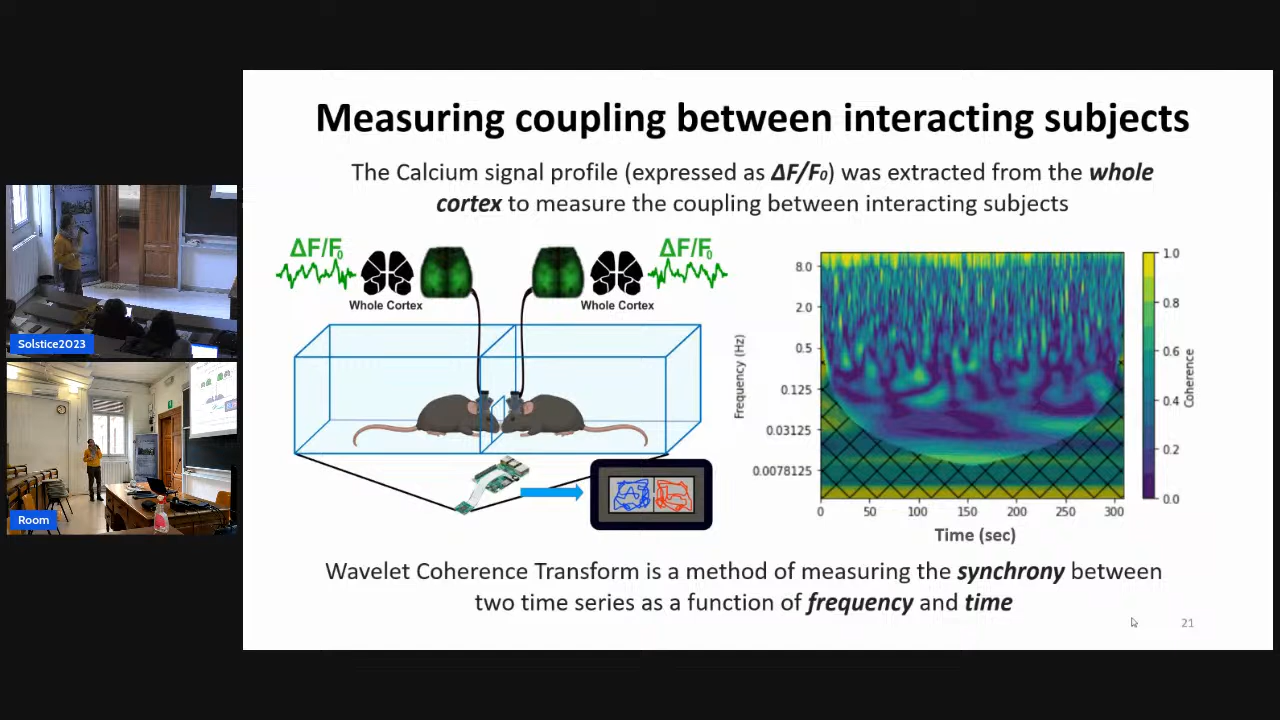 Measuring coupling between interacting subjects
The Calcium signal profile (expressed as ΔF/F₀) was extracted from the whole
cortex to measure the coupling between interacting subjects
ΔF/F₀
Whole Cortex
ΔF/F₀
Whole Cortex
Frequency (Hz)
8.0
2.0
0.5
0.125
0.03125
0.0078125
0 50 100 150 200 250 300
Time (sec)
1.0
0.8
0.6
0.4
0.2
0.0
Coherence
Wavelet Coherence Transform is a method of measuring the synchrony between
two time series as a function of frequency and time
21
Solstice2023
Room